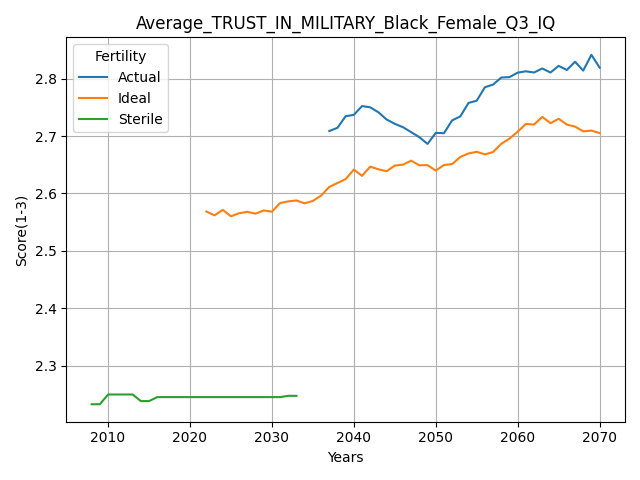 Average_TRUST_IN_MILITARY_Black_Female_Q3_IQ
Fertility
Actual
Ideal
Sterile
Score(1-3)
2.8
2.7
2.6
2.5
2.4
2.3
2010 2020 2030 2040 2050 2060 2070
Years